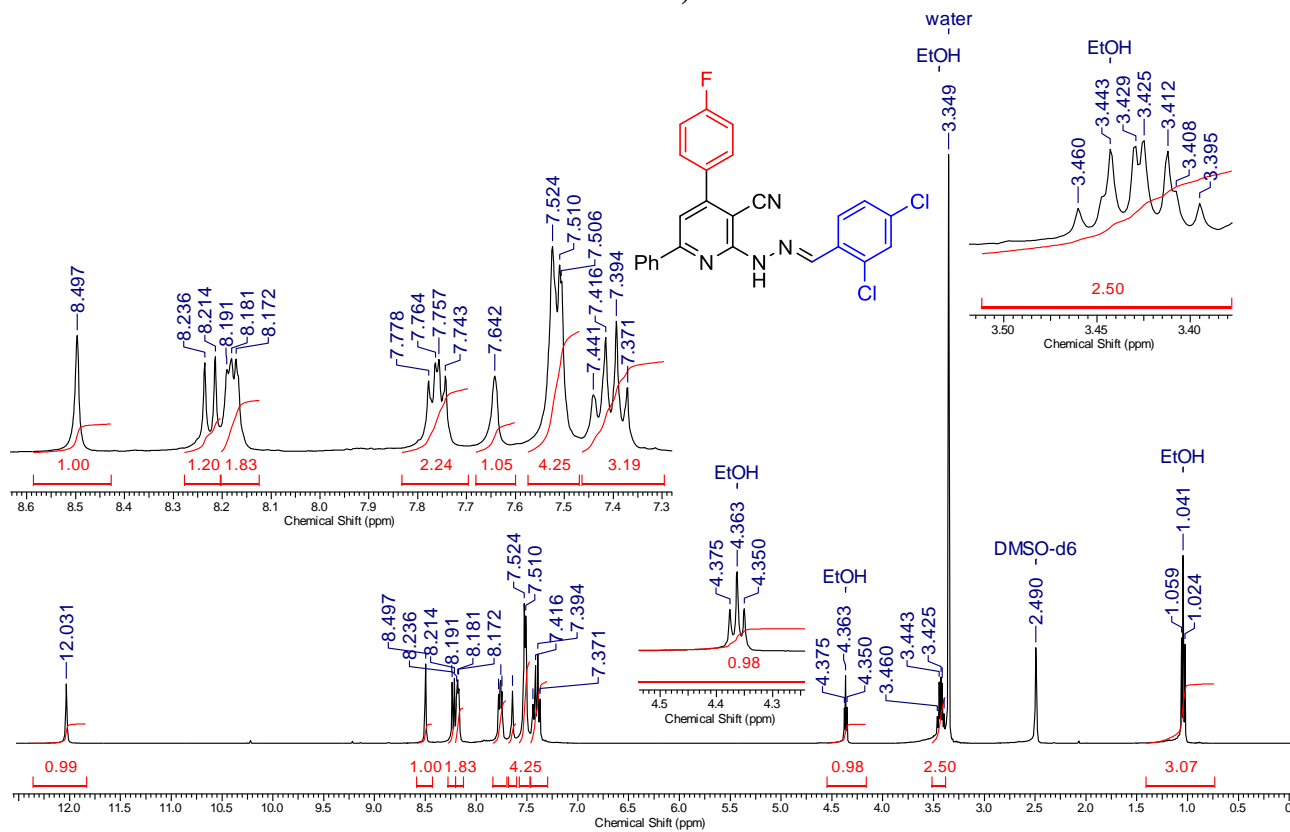 )
water
EtOH
3.349
EtOH
3.460
3.443
3.429
3.425
3.412
3.408
3.395
2.50
3.50 3.45 3.40
Chemical Shift (ppm)
F
CN
Cl
Ph
N
N
H
N
Cl
8.497
8.236
8.214
8.191
8.181
8.172
7.778
7.764
7.757
7.743
7.642
7.524
7.510
7.506
7.441
7.416
7.394
7.371
1.00 1.20 1.83 2.24 1.05 4.25 3.19
8.6 8.5 8.4 8.3 8.2 8.1 8.0 7.9 7.8 7.7 7.6 7.5 7.4 7.3
Chemical Shift (ppm)
EtOH
4.375
4.363
4.350
0.98
4.5 4.4 4.3
Chemical Shift (ppm)
12.031
8.497
8.236
8.214
8.191
8.181
8.172
7.524
7.510
7.416
7.394
7.371
EtOH
4.375
4.363
4.350
3.460
3.443
3.425
DMSO-d6
2.490
EtOH
1.059
1.041
1.024
0.99 1.00 1.83 4.25 0.98 2.50 3.07
12.0 11.5 11.0 10.5 10.0 9.5 9.0 8.5 8.0 7.5 7.0 6.5 6.0 5.5 5.0 4.5 4.0 3.5 3.0 2.5 2.0 1.5 1.0 0.5 0
Chemical Shift (ppm)